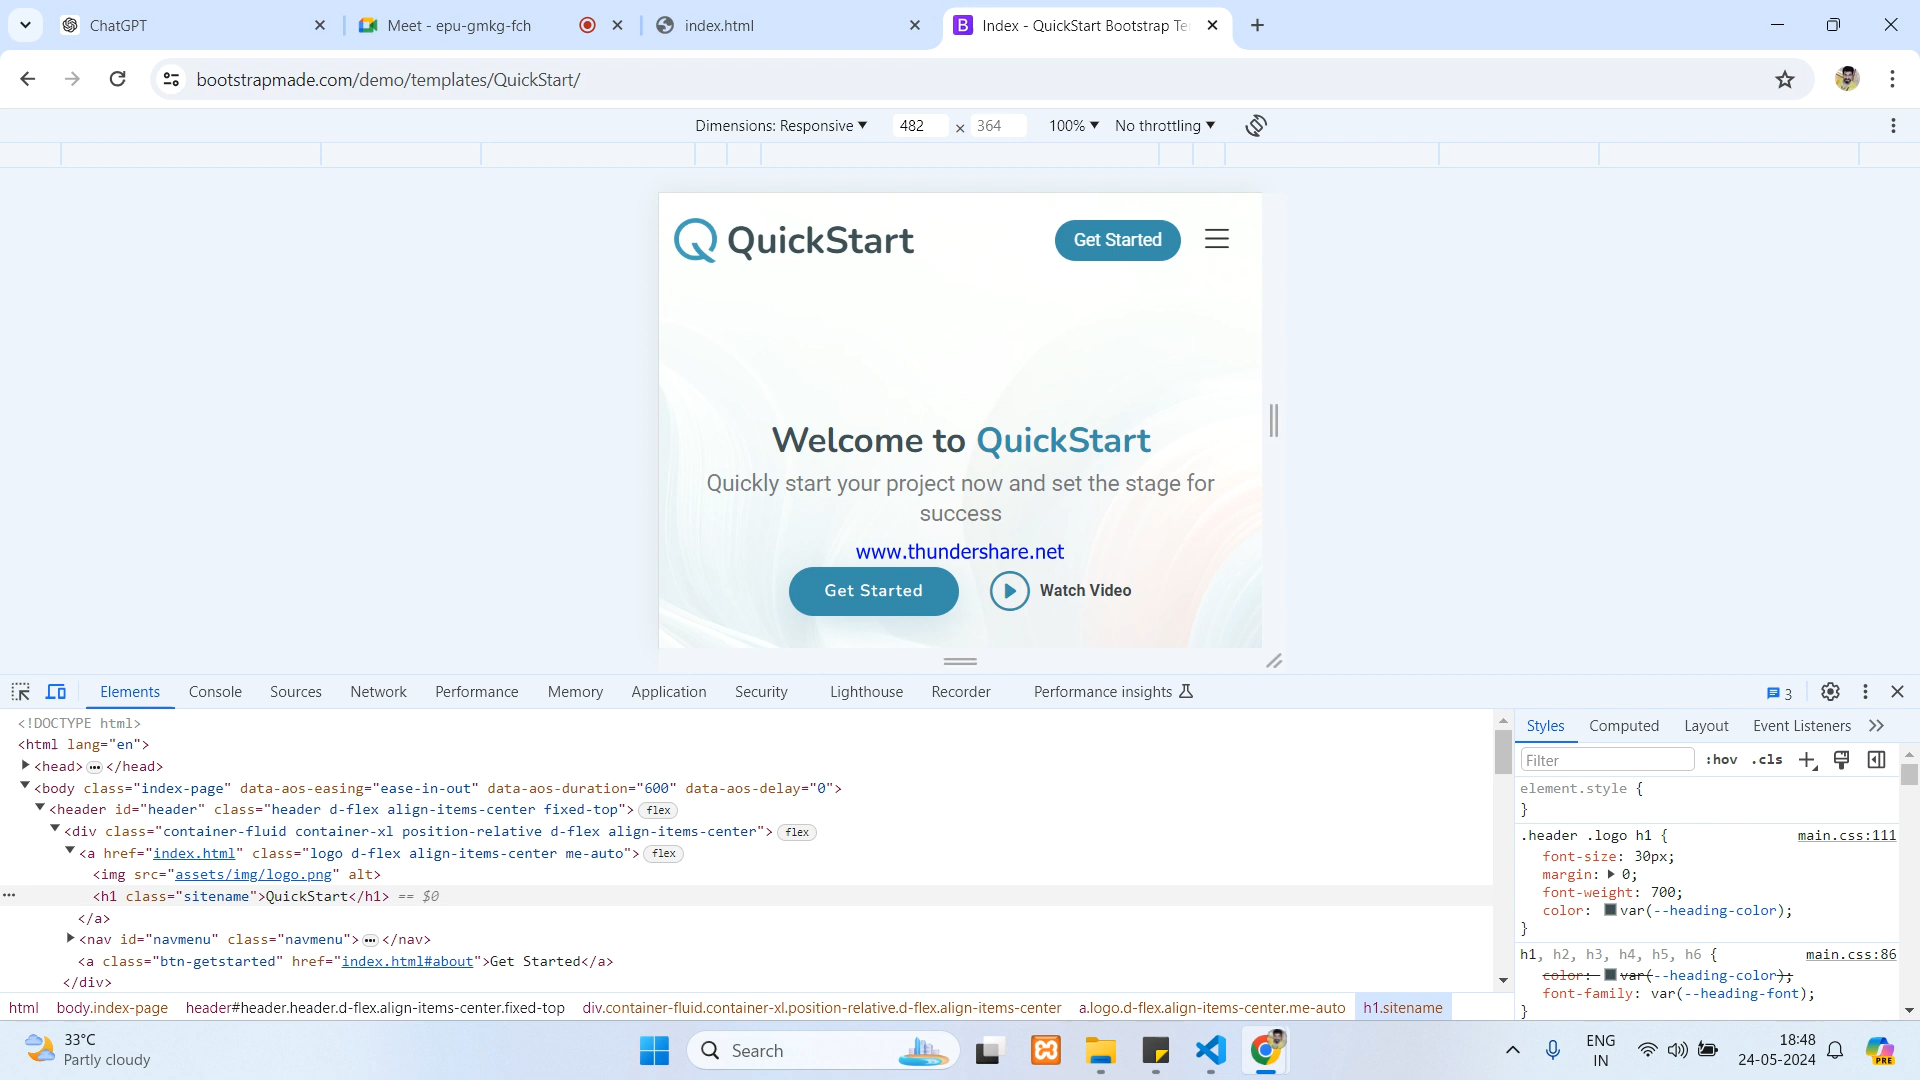 ChatGPT
Meet - epu-gmkg-fch
index.html
Index - QuickStart Bootstrap Te
bootstrapmade.com/demo/templates/QuickStart/
Dimensions: Responsive 482 × 364 100% No throttling
QuickStart
Get Started
Welcome to QuickStart
Quickly start your project now and set the stage for
success
www.thundershare.net
Get Started
Watch Video
Elements Console Sources Network Performance Memory Application Security Lighthouse Recorder Performance insights 3
<!DOCTYPE html>
<html lang="en">
<head> ••• </head>
<body class="index-page" data-aos-easing="ease-in-out" data-aos-duration="600" data-aos-delay="0">
<header id="header" class="header d-flex align-items-center fixed-top"> flex
<div class="container-fluid container-xl position-relative d-flex align-items-center"> flex
<a href="index.html" class="logo d-flex align-items-center me-auto"> flex
<img src="assets/img/logo.png" alt>
<h1 class="sitename">QuickStart</h1> == $0
</a>
<nav id="navmenu" class="navmenu"> ••• </nav>
<a class="btn-getstarted" href="index.html#about">Get Started</a>
</div>
html body.index-page header#header.header.d-flex.align-items-center.fixed-top div.container-fluid.container-xl.position-relative.d-flex.align-items-center a.logo.d-flex.align-items-center.me-auto h1.sitename
Styles Computed Layout Event Listeners
Filter :hov .cls
element.style {
}
.header .logo h1 { main.css:111
font-size: 30px;
margin: 0;
font-weight: 700;
color: var(--heading-color);
}
h1, h2, h3, h4, h5, h6 { main.css:86
color: var(--heading-color);
font-family: var(--heading-font);
}
33°C
Partly cloudy
Search
ENG
IN
18:48
24-05-2024
PRE